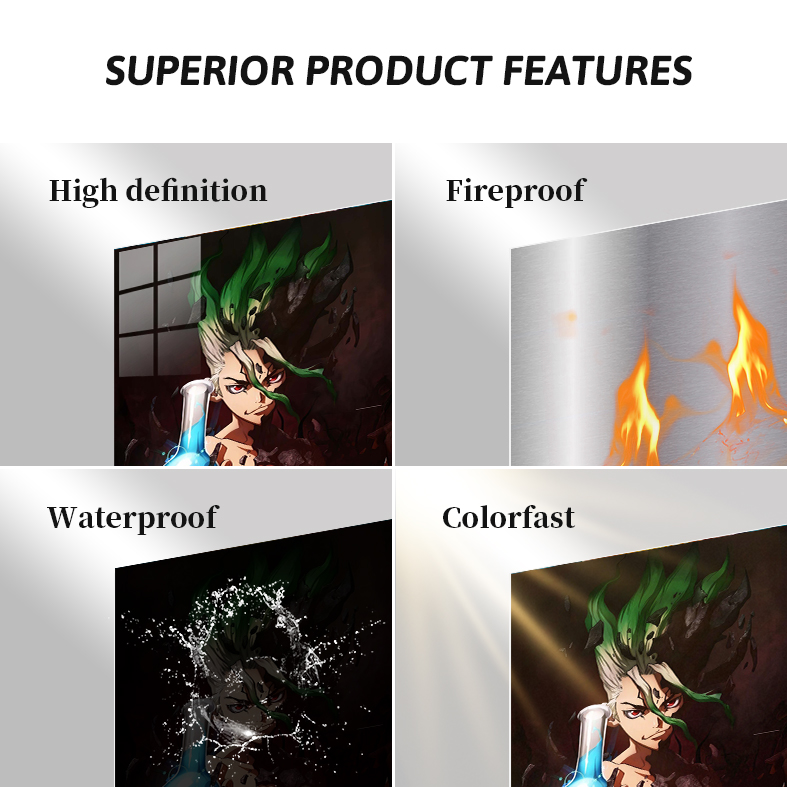 SUPERIOR PRODUCT FEATURES
High definition
Fireproof
Waterproof
Colorfast